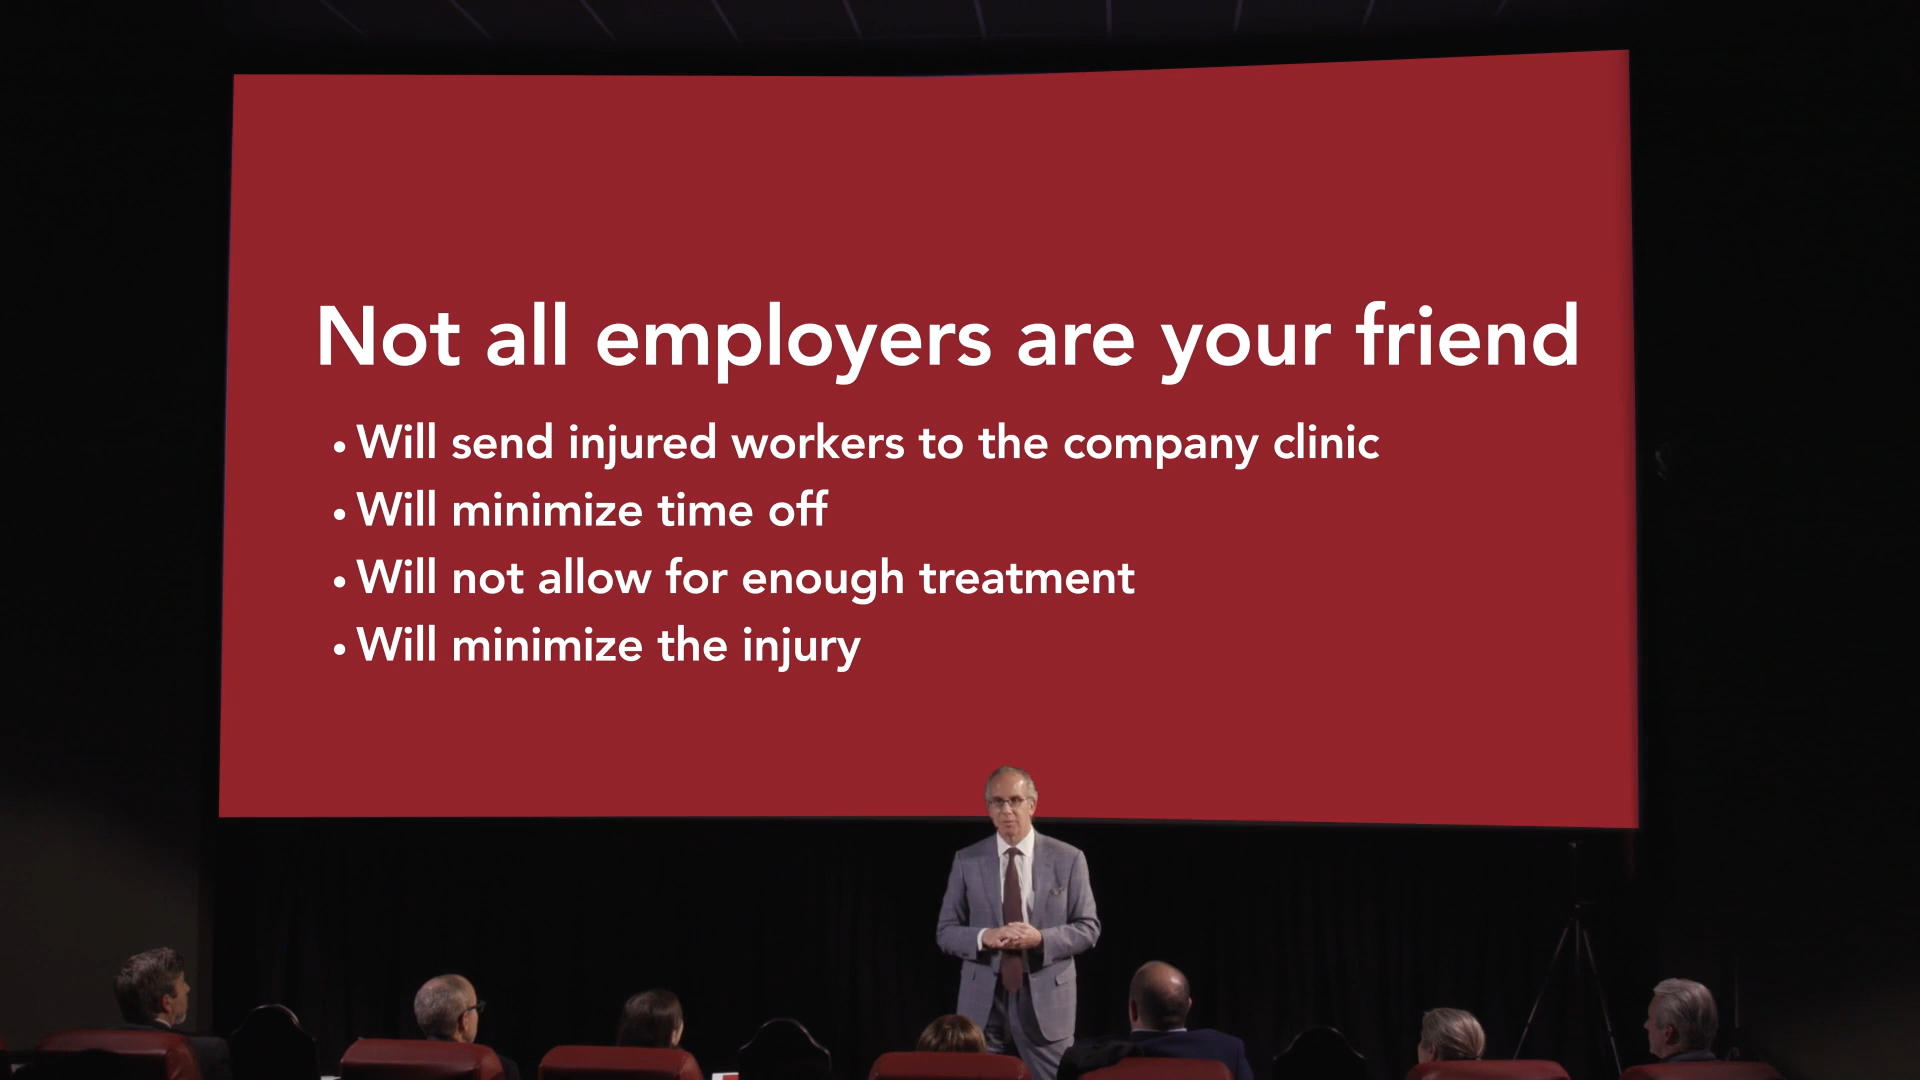 Not all employers are your friend
• Will send injured workers to the company clinic
• Will minimize time off
• Will not allow for enough treatment
• Will minimize the injury